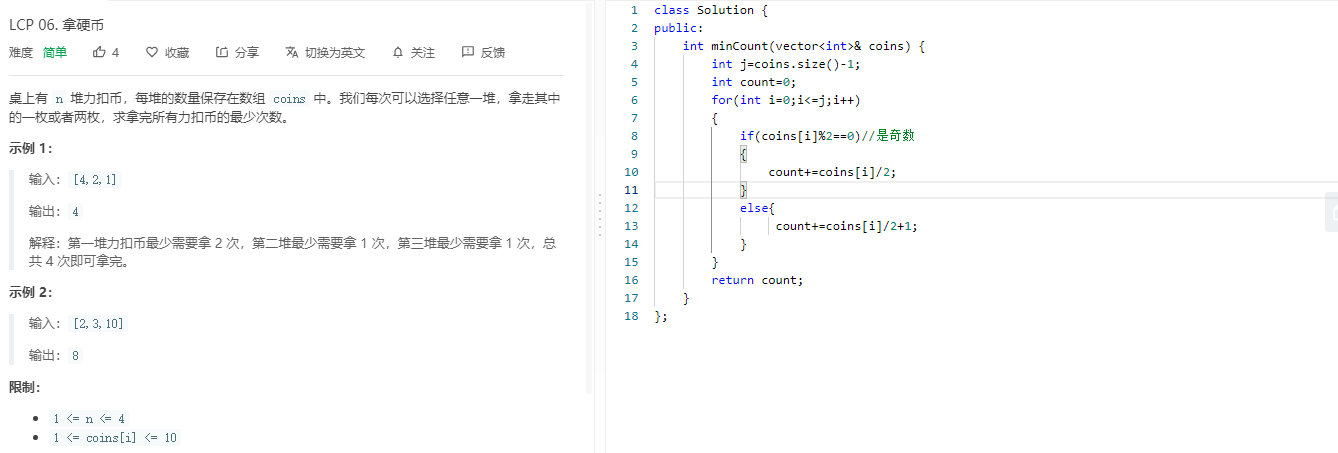 LCP 06. 拿硬币
难度 简单 4 收藏 分享 切换为英文 关注 反馈
桌上有 n 堆力扣币，每堆的数量保存在数组 coins 中。我们每次可以选择任意一堆，拿走其中
的一枚或者两枚，求拿完所有力扣币的最少次数。
示例 1：
输入：[4,2,1]
输出：4
解释：第一堆力扣币最少需要拿 2 次，第二堆最少需要拿 1 次，第三堆最少需要拿 1 次，总
共 4 次即可拿完。
示例 2：
输入：[2,3,10]
输出：8
限制：
1 <= n <= 4
1 <= coins[i] <= 10
1 class Solution {
2 public:
3 int minCount(vector<int>& coins) {
4 int j=coins.size()-1;
5 int count=0;
6 for(int i=0;i<=j;i++)
7 {
8 if(coins[i]%2==0)//是奇数
9 {
10 count+=coins[i]/2;
11 }
12 else{
13 count+=coins[i]/2+1;
14 }
15 }
16 return count;
17 }
18 };